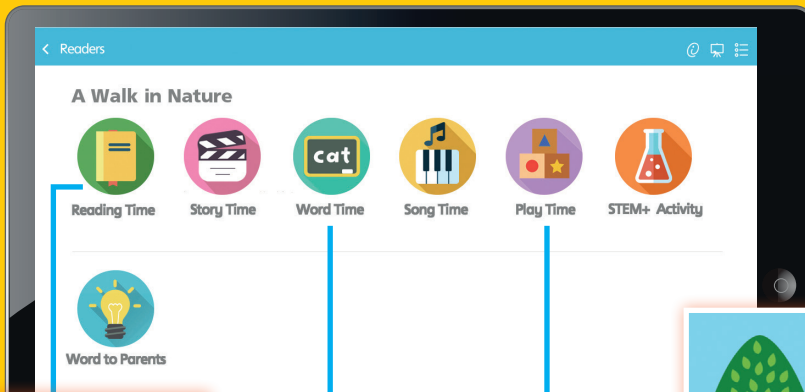 Readers
A Walk in Nature
cat
Reading Time
Story Time
Word Time
Song Time
Play Time
STEM+ Activity
Word to Parents